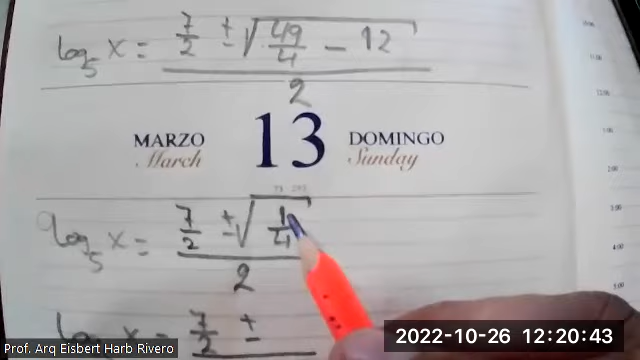 log₅ x = 7/2 ± √(49/4 - 12) / 2
MARZO 13 DOMINGO
March Sunday
log₅ x = 7/2 ± √(1/4) / 2
log₅ x = 7/2 ±
Prof. Arq Eisbert Harb Rivero
2022-10-26 12:20:43